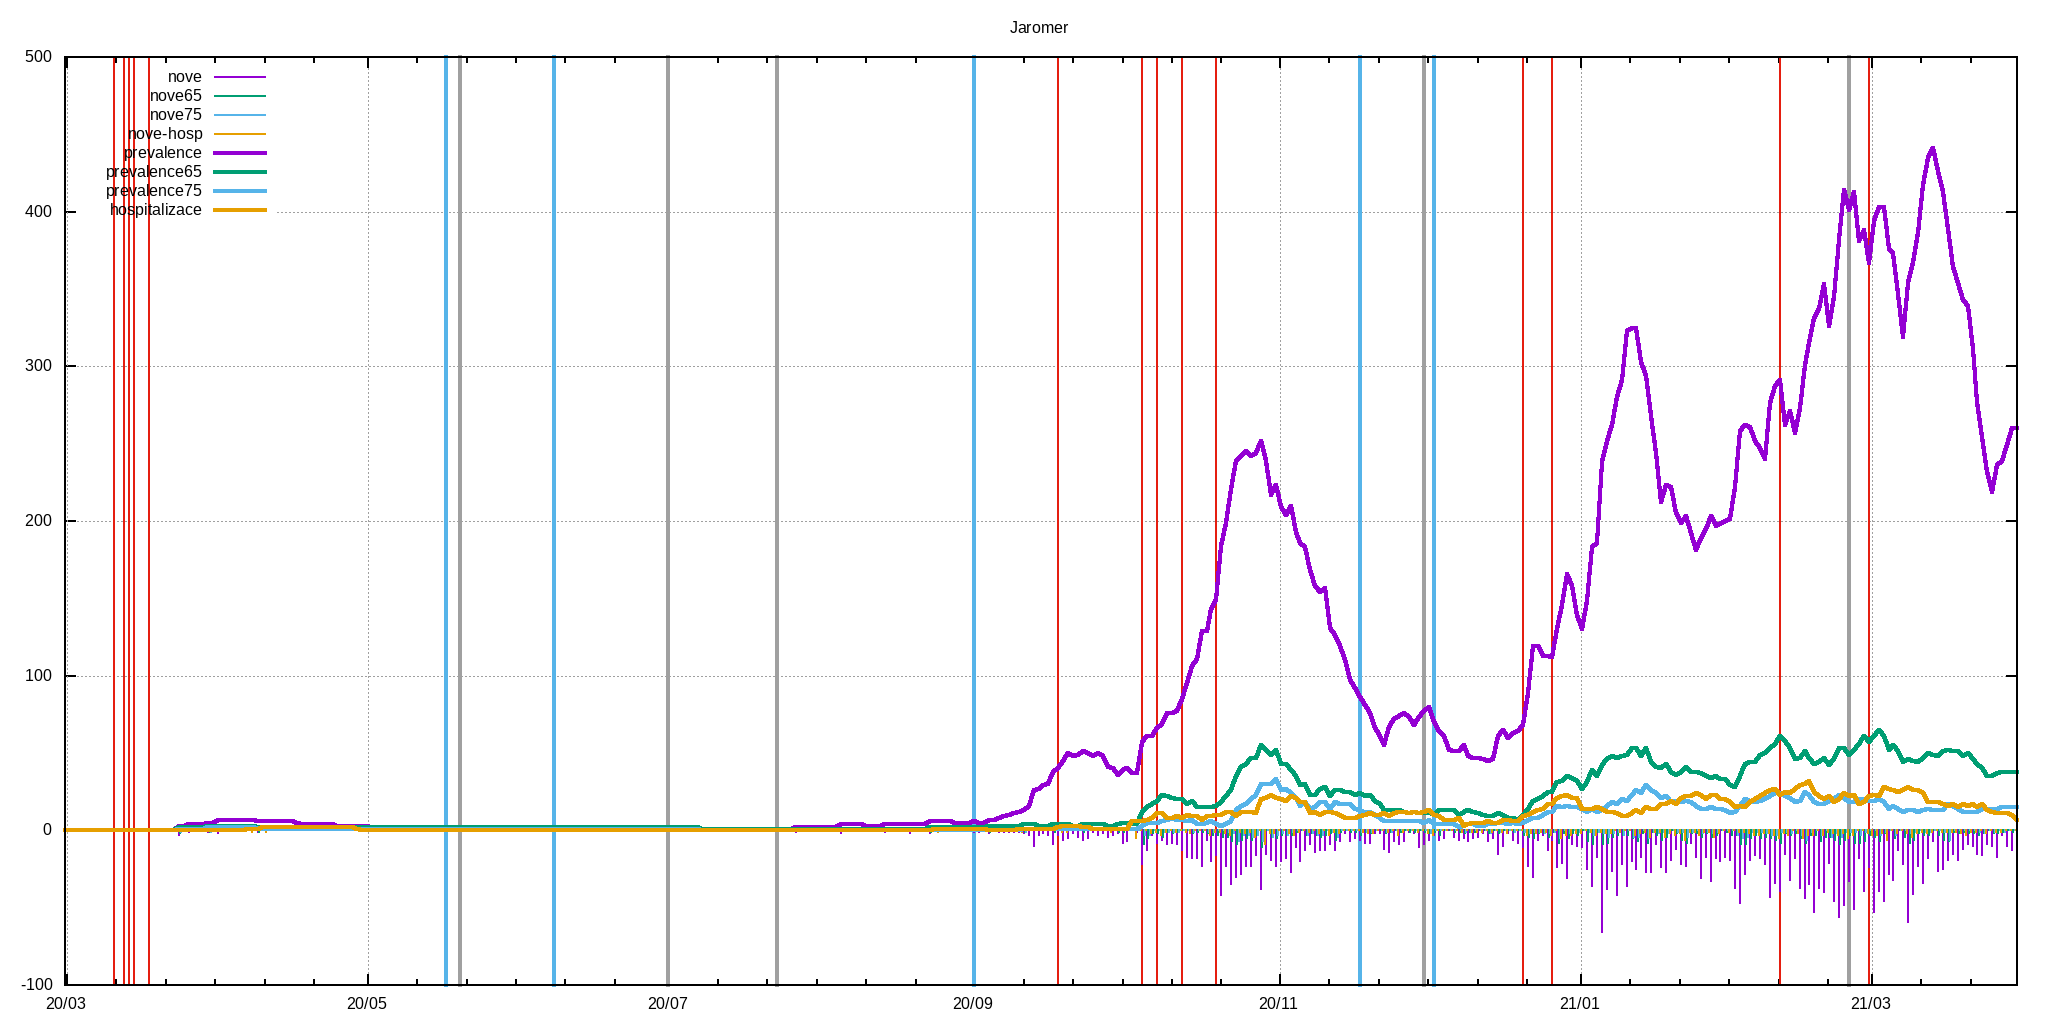 Jaromer
500
nove
nove65
nove75
nove-hosp
prevalence
prevalence65
prevalence75
hospitalizace
400
300
200
100
0
-100
20/03 20/05 20/07 20/09 20/11 21/01 21/03